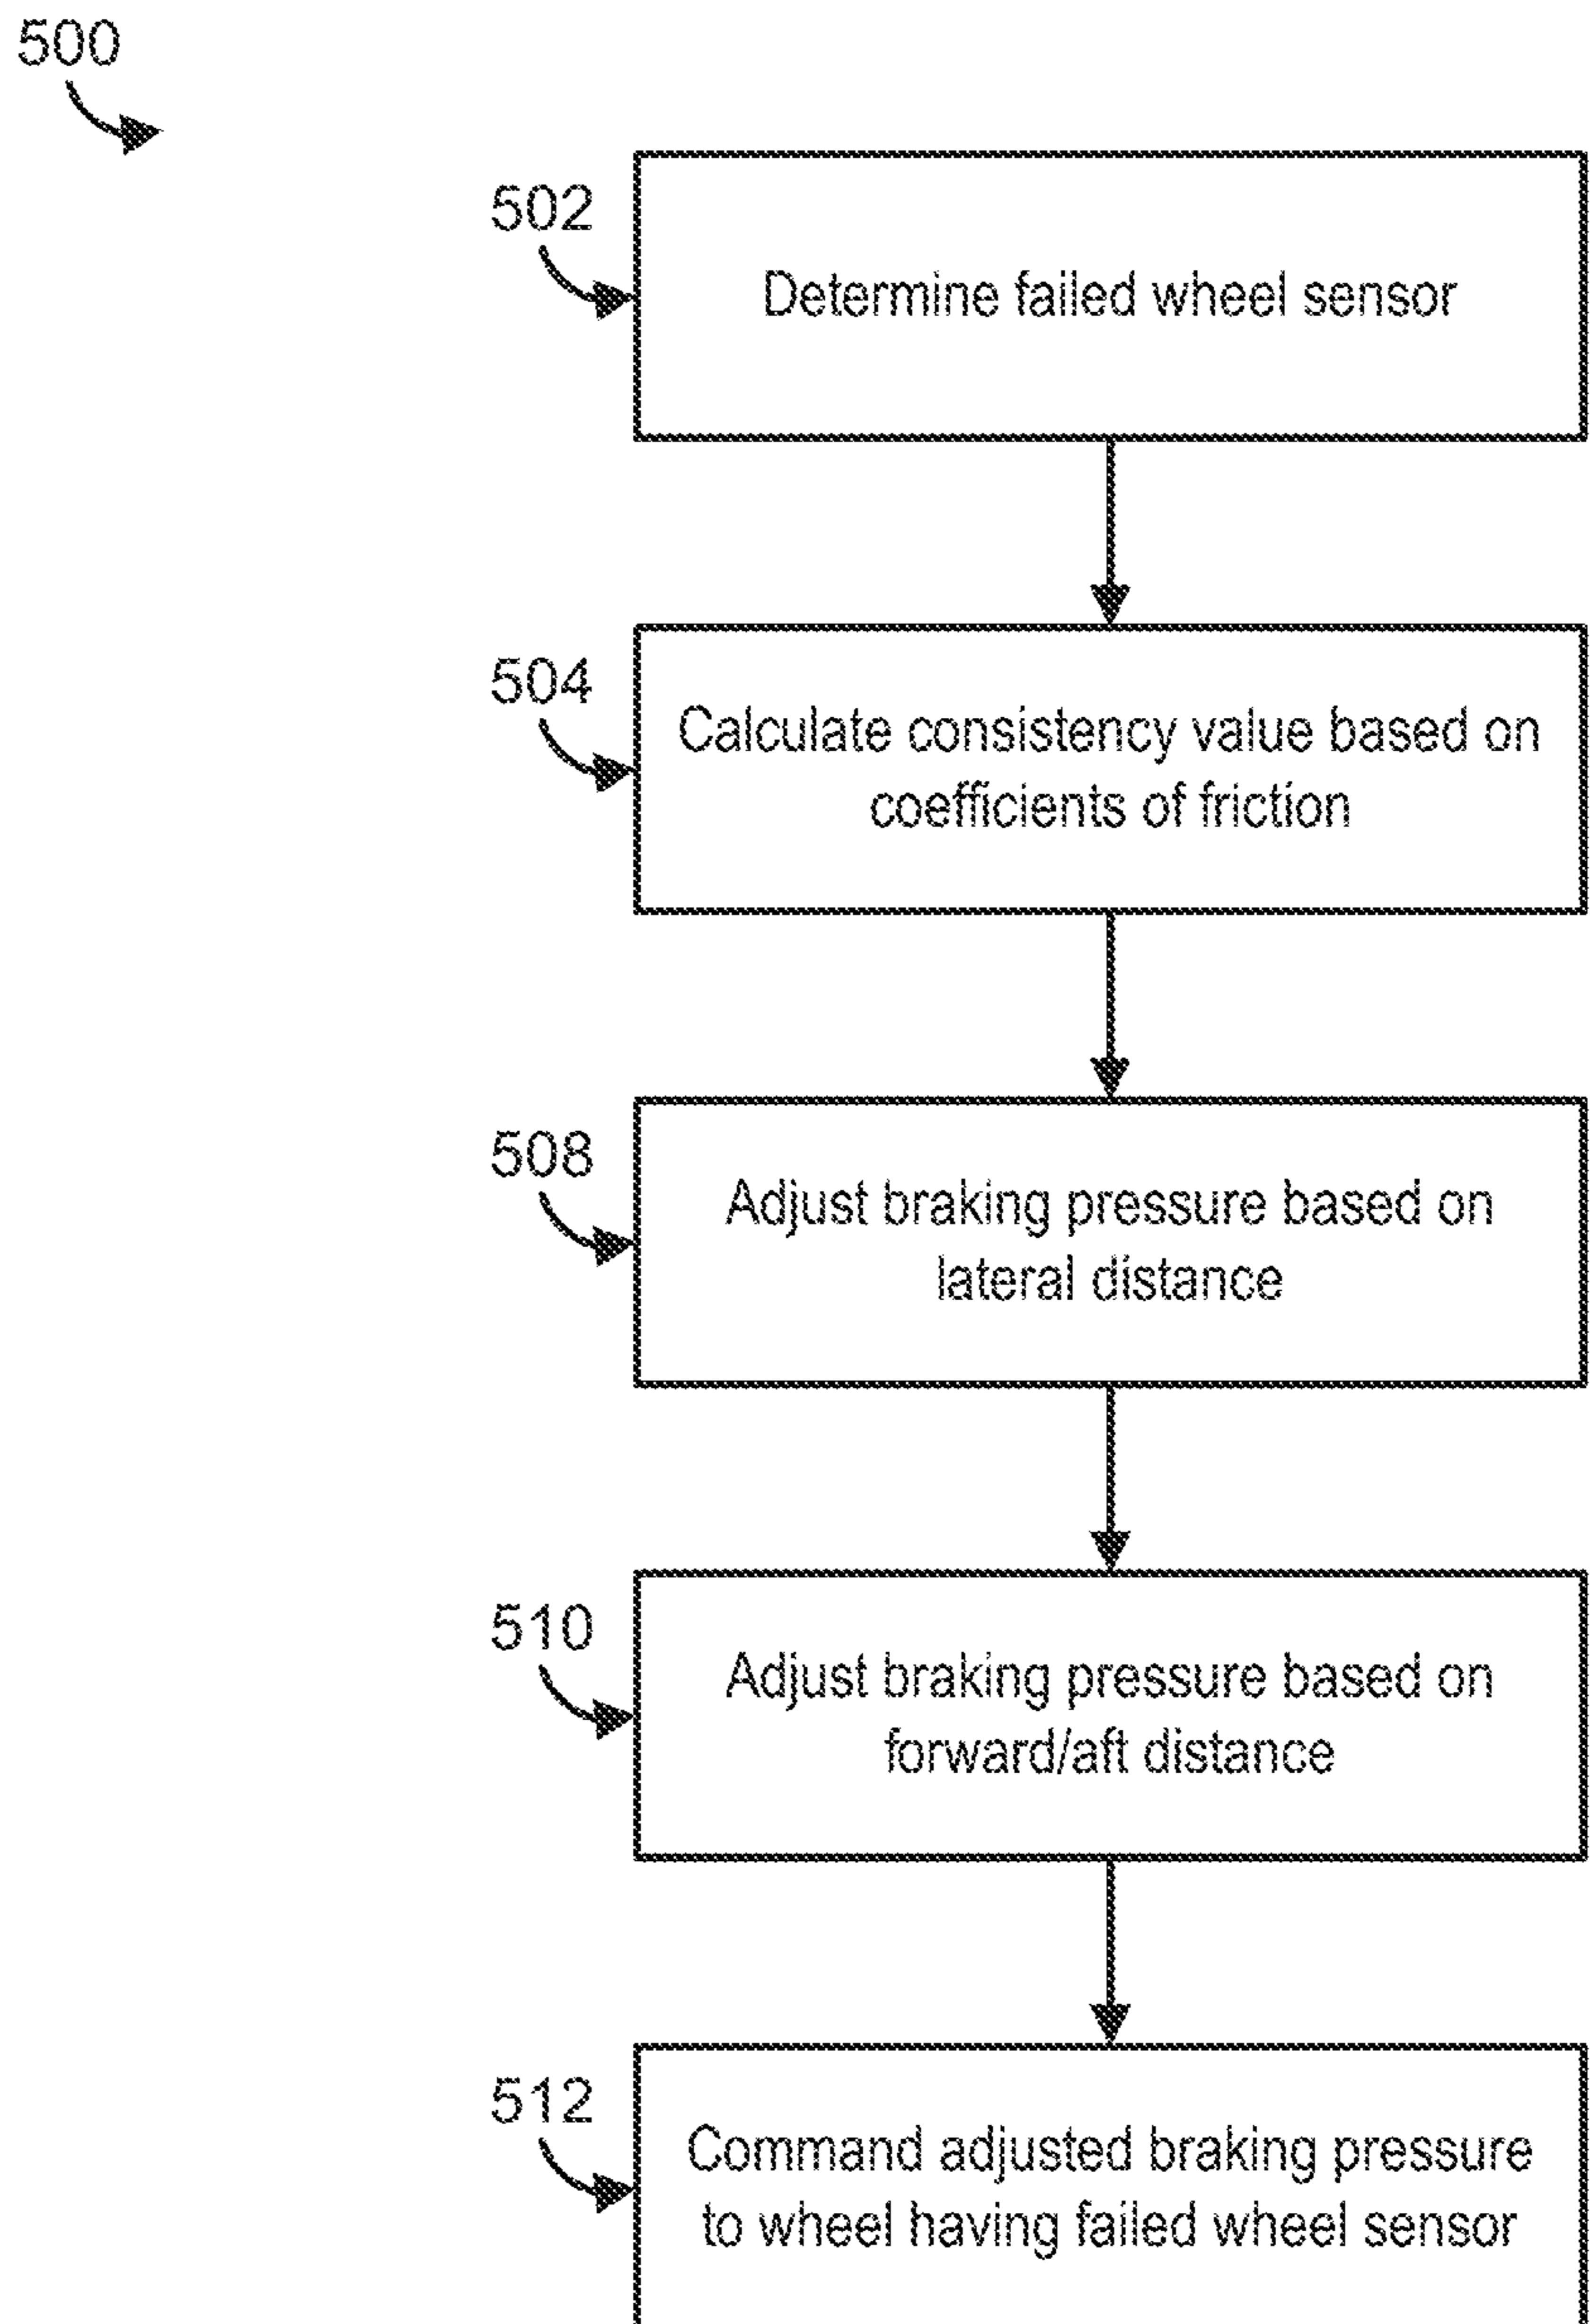 500
502
Determine failed wheel sensor
504
Calculate consistency value based on
coefficients of friction
508
Adjust braking pressure based on
lateral distance
510
Adjust braking pressure based on
forward/aft distance
512
Command adjusted braking pressure
to wheel having failed wheel sensor